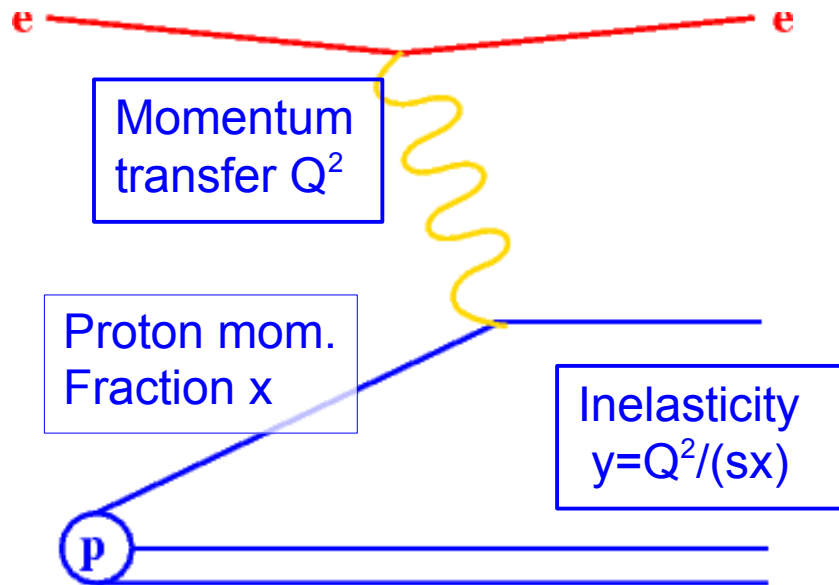 e
e
Momentum
transfer Q²
Proton mom.
Fraction x
Inelasticity
y=Q²/(sx)
p